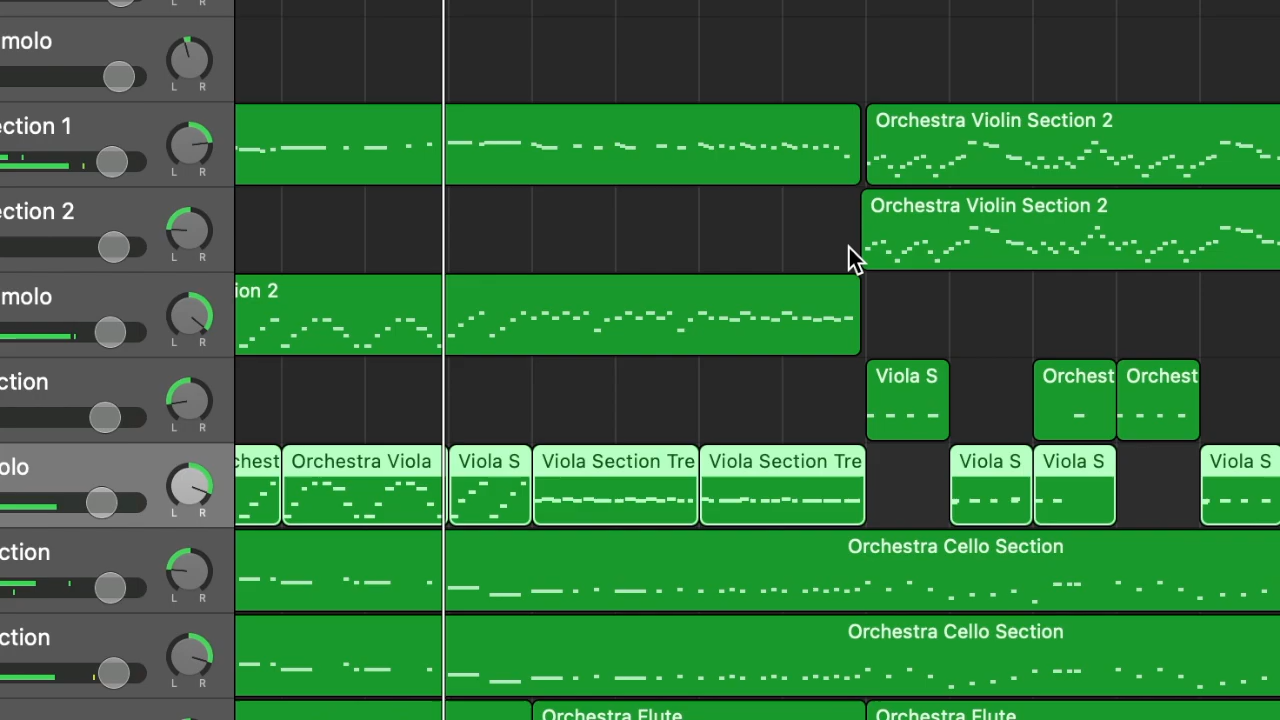 L R
molo
L R
ection 1
L R
Orchestra Violin Section 2
ection 2
L R
Orchestra Violin Section 2
molo
L R
ion 2
ction
L R
Viola S
Orchest
Orchest
olo
L R
chest
Orchestra Viola
Viola S
Viola Section Tre
Viola Section Tre
Viola S
Viola S
Viola S
ction
L R
Orchestra Cello Section
ction
L R
Orchestra Cello Section
Orchestra Flute
Orchestra Flute